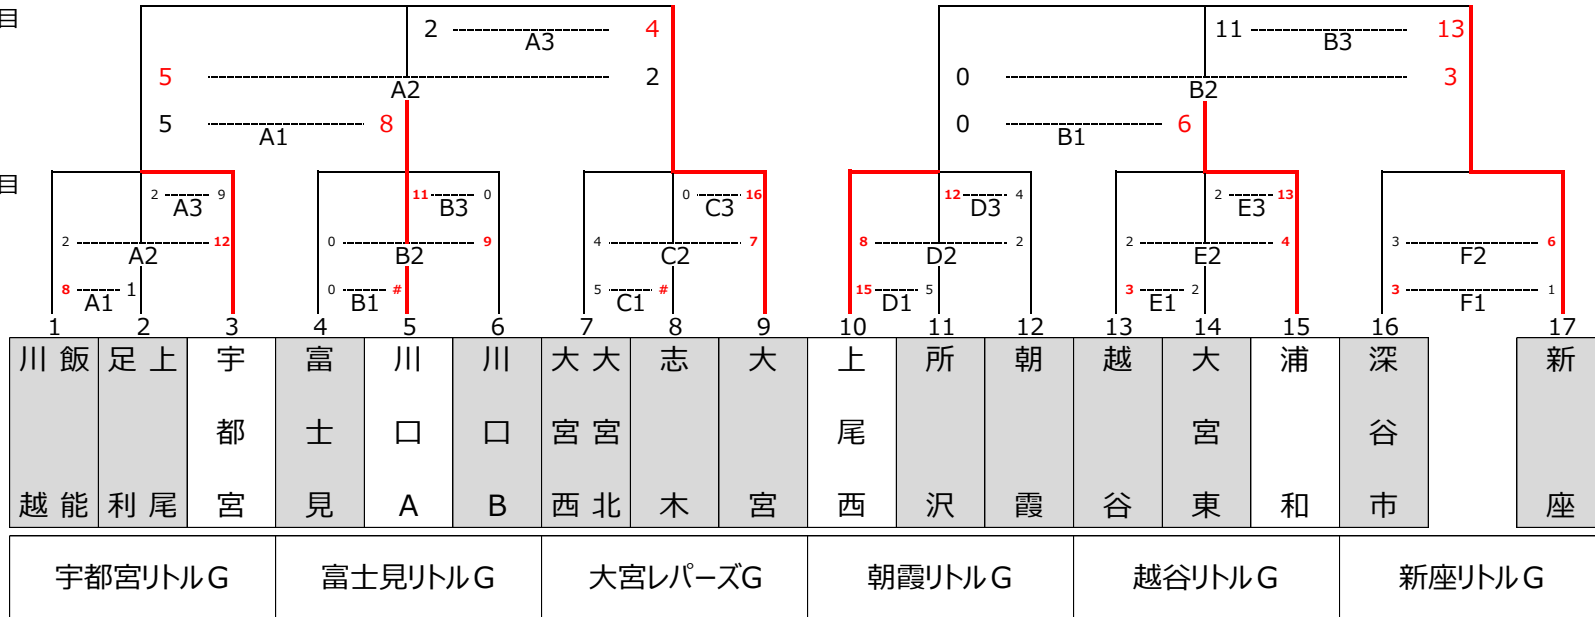 目
2 A3 4
11 B3 13
5 A2 2
0 B2 3
5 A1 8
0 B1 6
目
2 A3 9
11 B3 0
0 C3 16
12 D3 4
2 E3 13
2 A2 12
0 B2 9
4 C2 7
8 D2 2
2 E2 4
3 F2 6
8 A1 1
0 B1 #
5 C1 #
15 D1 5
3 E1 2
3 F1 1
1 2 3 4 5 6 7 8 9 10 11 12 13 14 15 16 17
川越 飯能
足利 上尾
宇都宮
富士見
川口A
川口B
大宮西 大宮北
志木
大宮
上尾西
所沢
朝霞
越谷
大宮東
浦和
深谷市
新座
宇都宮リトルG
富士見リトルG
大宮レパーズG
朝霞リトルG
越谷リトルG
新座リトルG